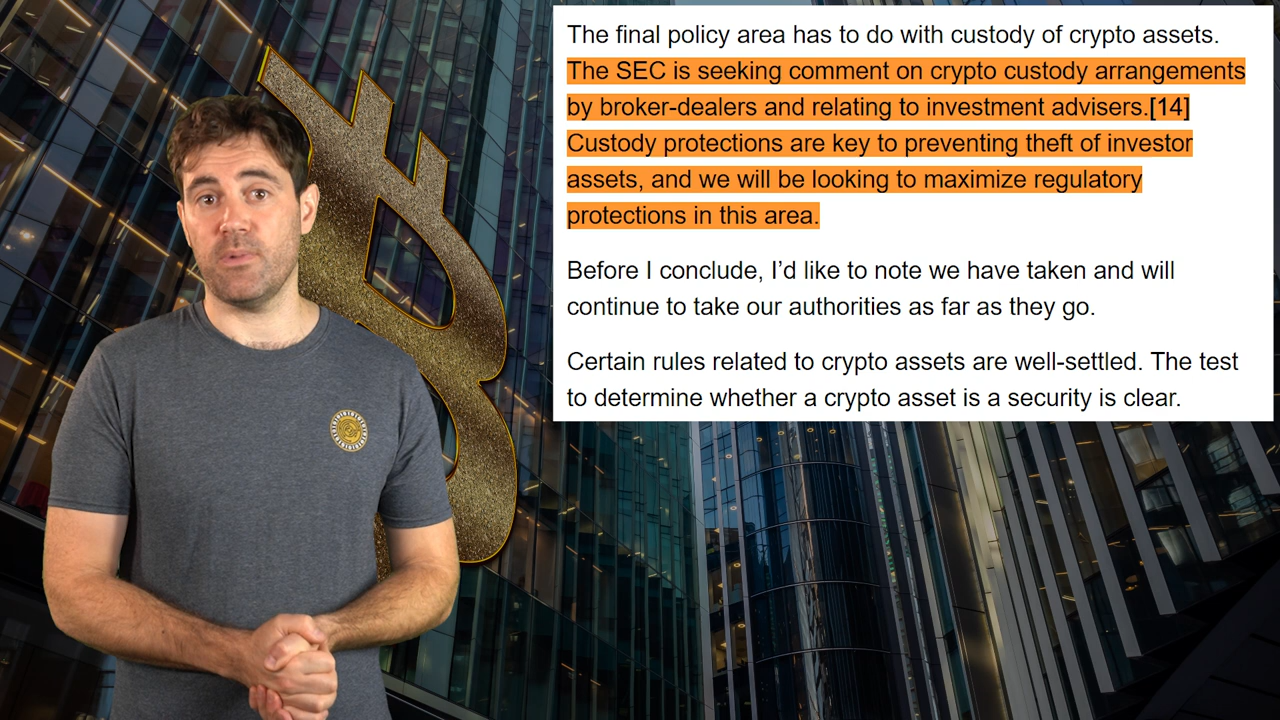 The final policy area has to do with custody of crypto assets.
The SEC is seeking comment on crypto custody arrangements
by broker-dealers and relating to investment advisers.[14]
Custody protections are key to preventing theft of investor
assets, and we will be looking to maximize regulatory
protections in this area.
Before I conclude, I’d like to note we have taken and will
continue to take our authorities as far as they go.
Certain rules related to crypto assets are well-settled. The test
to determine whether a crypto asset is a security is clear.